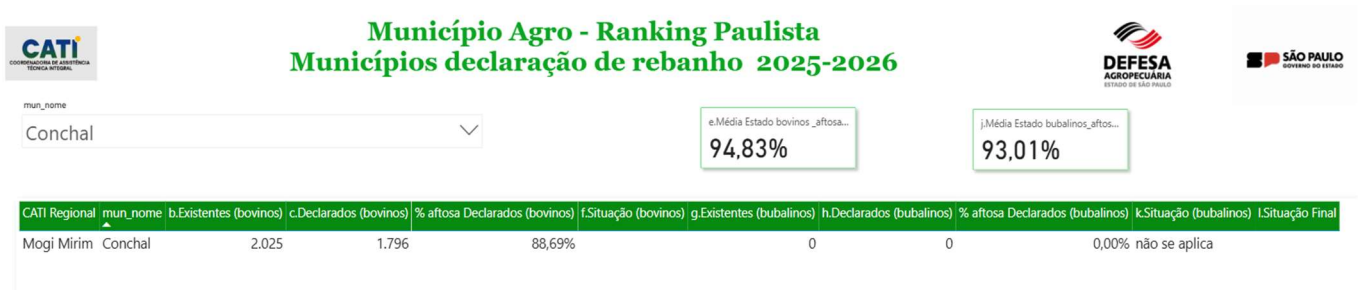 Município Agro - Ranking Paulista
Municípios declaração de rebanho 2025-2026
CATI
COORDENADORIA DE ASSISTÊNCIA
TÉCNICA INTEGRAL
DEFESA
AGROPECUÁRIA
ESTADO DE SÃO PAULO
SÃO PAULO
GOVERNO DO ESTADO
mun_nome
Conchal
e.Média Estado bovinos _aftosa...
94,83%
j.Média Estado bubalinos_aftos...
93,01%
CATI Regional mun_nome b.Existentes (bovinos) c.Declarados (bovinos) % aftosa Declarados (bovinos) f.Situação (bovinos) g.Existentes (bubalinos) h.Declarados (bubalinos) % aftosa Declarados (bubalinos) k.Situação (bubalinos) l.Situação Final
Mogi Mirim Conchal 2.025 1.796 88,69% 0 0 0,00% não se aplica